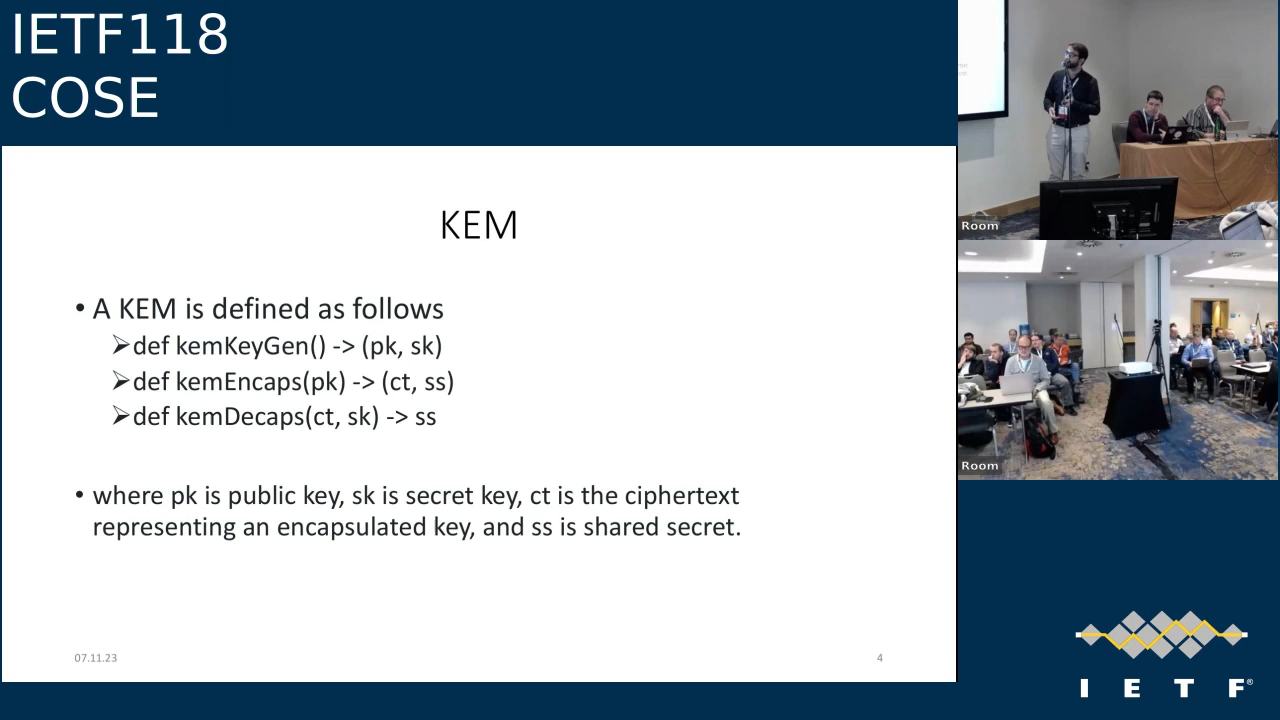 IETF118
COSE
KEM
• A KEM is defined as follows
➢def kemKeyGen() -> (pk, sk)
➢def kemEncaps(pk) -> (ct, ss)
➢def kemDecaps(ct, sk) -> ss
• where pk is public key, sk is secret key, ct is the ciphertext
representing an encapsulated key, and ss is shared secret.
07.11.23
4
Room
Room
I E T F®